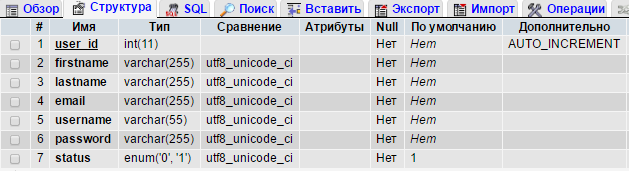 Обзор Структура SQL Поиск Вставить Экспорт Импорт Операции
# Имя Тип Сравнение Атрибуты Null По умолчанию Дополнительно
1 user_id int(11) Нет Нет AUTO_INCREMENT
2 firstname varchar(255) utf8_unicode_ci Нет Нет
3 lastname varchar(255) utf8_unicode_ci Нет Нет
4 email varchar(255) utf8_unicode_ci Нет Нет
5 username varchar(55) utf8_unicode_ci Нет Нет
6 password varchar(255) utf8_unicode_ci Нет Нет
7 status enum('0', '1') utf8_unicode_ci Нет 1